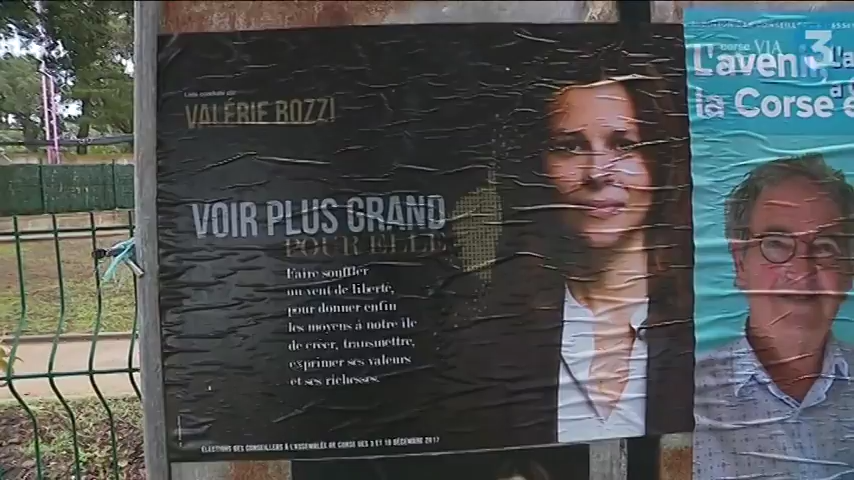 Liste conduite par
VALÉRIE BOZZI
VOIR PLUS GRAND
POUR ELLE
Faire souffler
un vent de liberté,
pour donner enfin
les moyens à notre île
de créer, transmettre,
exprimer ses valeurs
et ses richesses.
ÉLECTIONS DES CONSEILLERS À L'ASSEMBLÉE DE CORSE DES 3 ET 10 DÉCEMBRE 2017
corse VIA
3
L'avenir
la Corse